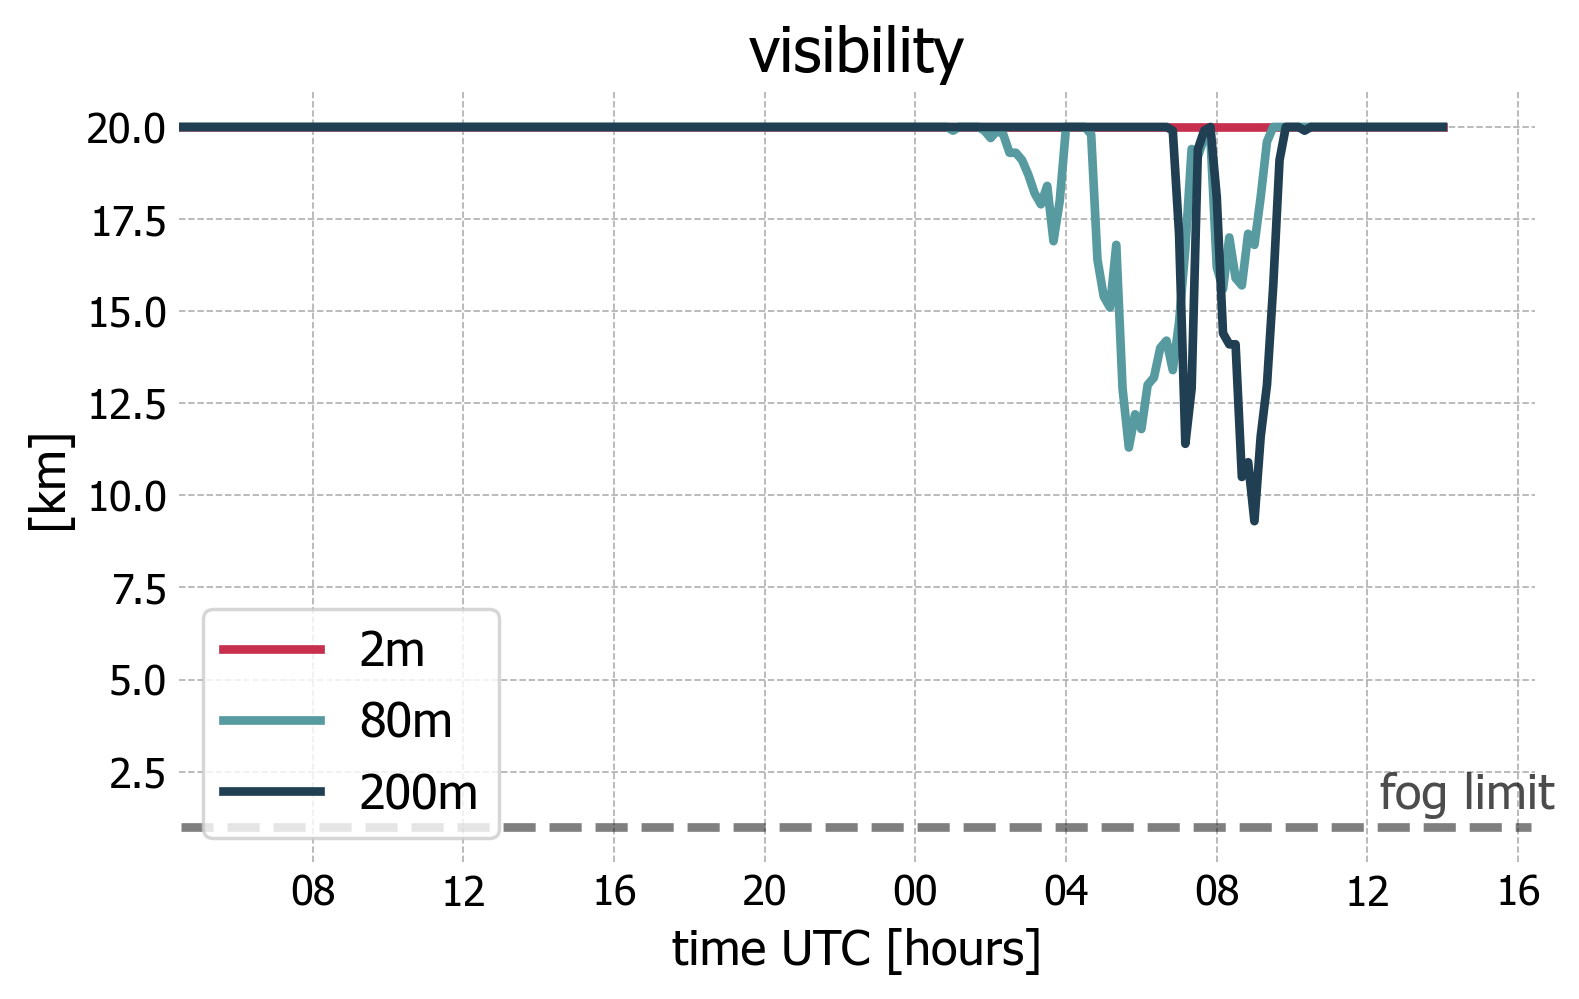 visibility
20.0
17.5
15.0
12.5
10.0
7.5
5.0
2.5
[km]
2m
80m
200m
fog limit
08 12 16 20 00 04 08 12 16
time UTC [hours]